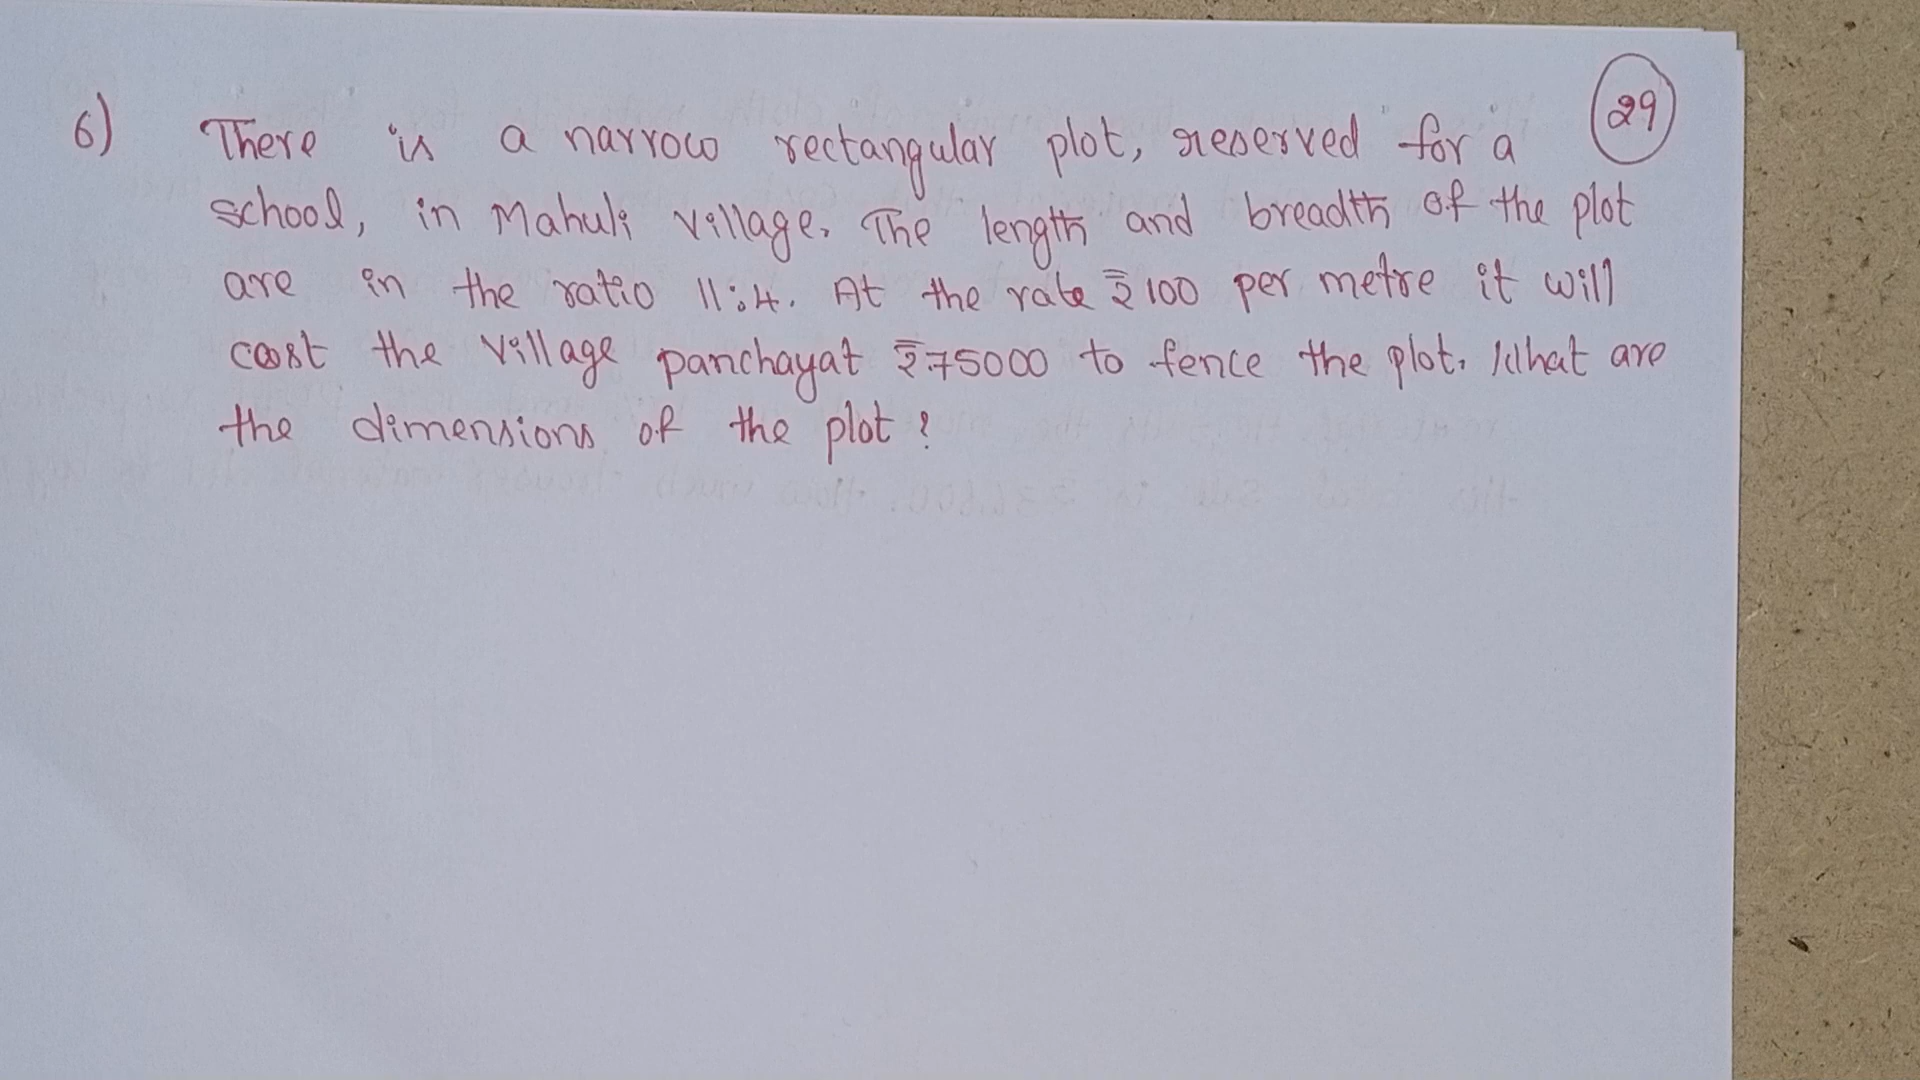 29
6) There is a narrow rectangular plot, reserved for a
school, in Mahuli village. The length and breadth of the plot
are in the ratio 11:4. At the rate ₹100 per metre it will
cost the village panchayat ₹75000 to fence the plot. What are
the dimensions of the plot?